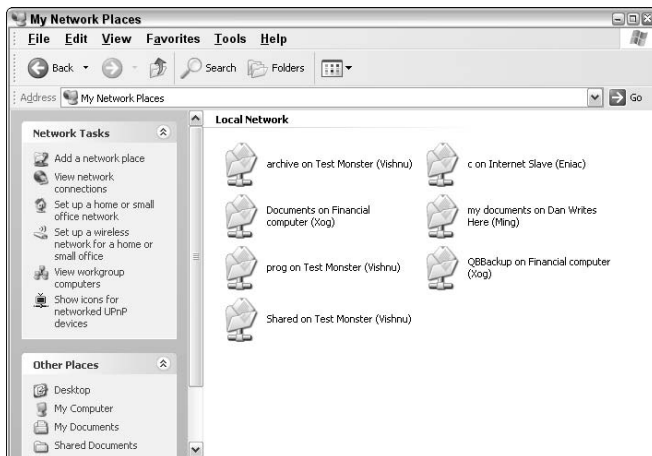 My Network Places
File Edit View Favorites Tools Help
Back Search Folders
Address My Network Places Go
Network Tasks
Add a network place
View network
connections
Set up a home or small
office network
Set up a wireless
network for a home or
small office
View workgroup
computers
Show icons for
networked UPnP
devices
Other Places
Desktop
My Computer
My Documents
Shared Documents
Local Network
archive on Test Monster (Vishnu)
c on Internet Slave (Eniac)
Documents on Financial
computer (Xog)
my documents on Dan Writes
Here (Ming)
prog on Test Monster (Vishnu)
QBBackup on Financial computer
(Xog)
Shared on Test Monster (Vishnu)